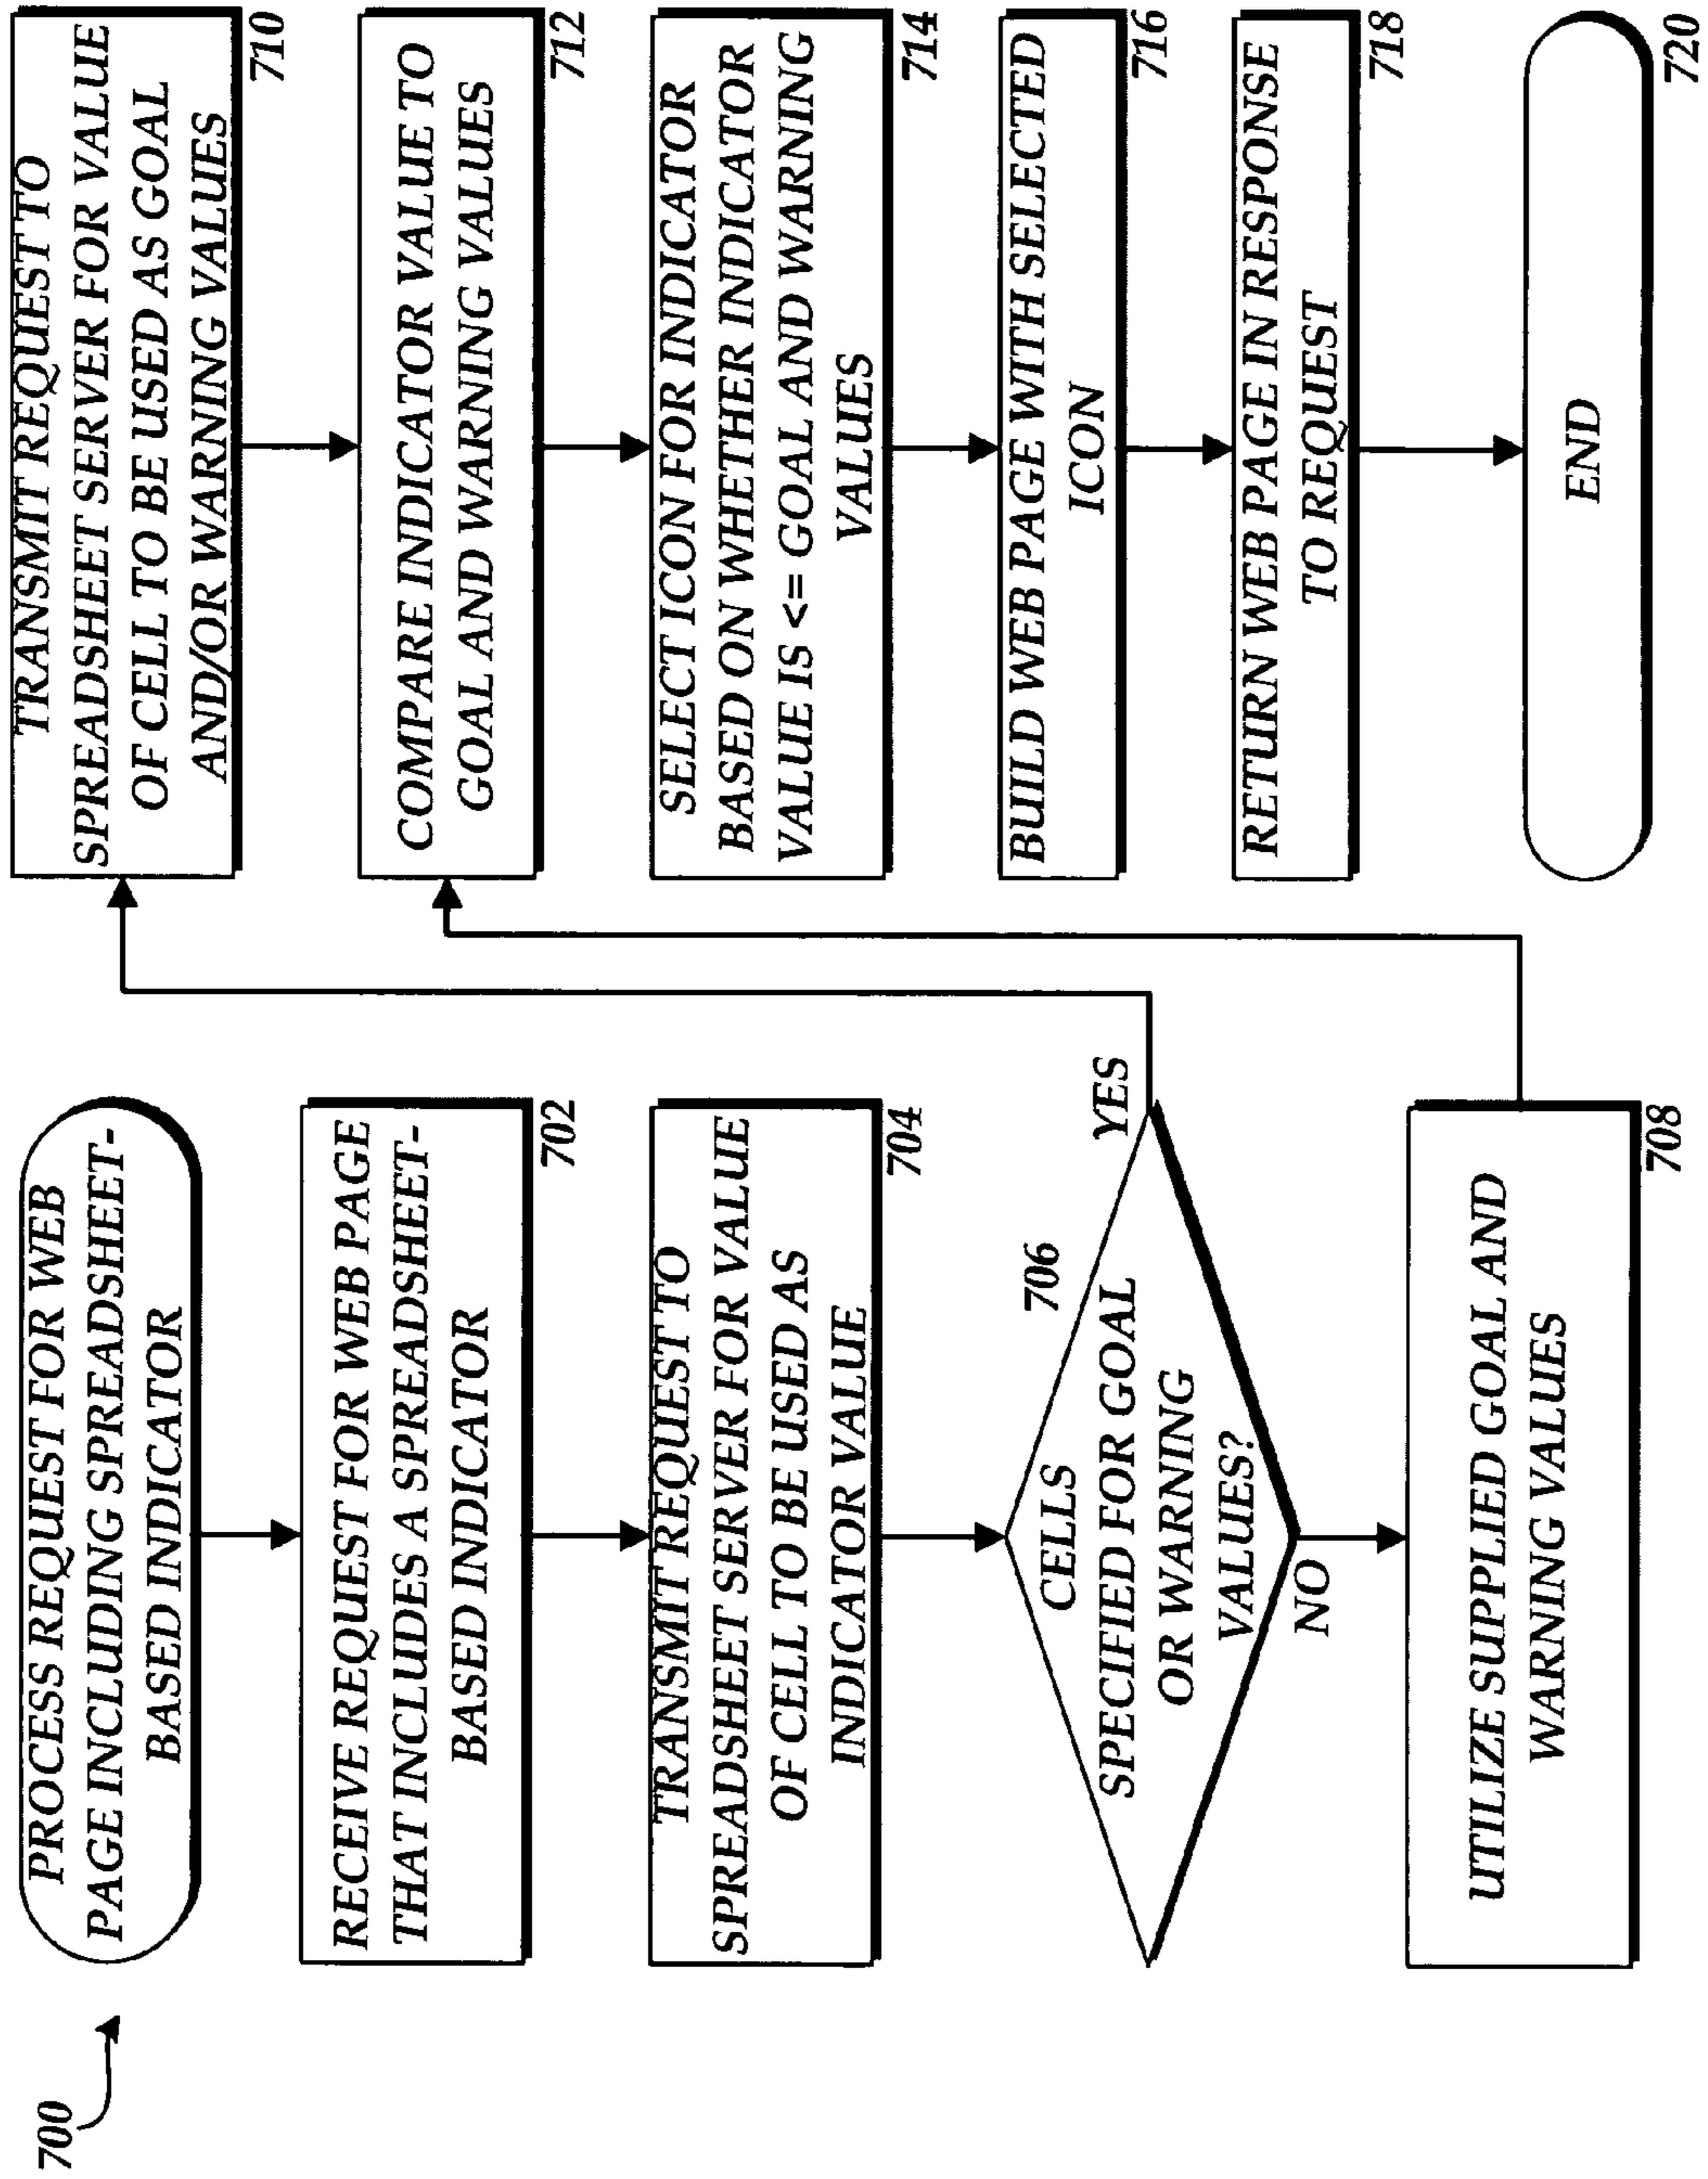 700
PROCESS REQUEST FOR WEB
PAGE INCLUDING SPREADSHEET-
BASED INDICATOR
RECEIVE REQUEST FOR WEB PAGE
THAT INCLUDES A SPREADSHEET-
BASED INDICATOR
702
TRANSMIT REQUEST TO
SPREADSHEET SERVER FOR VALUE
OF CELL TO BE USED AS
INDICATOR VALUE
704
706
CELLS
SPECIFIED FOR GOAL
OR WARNING
VALUES?
YES
NO
UTILIZE SUPPLIED GOAL AND
WARNING VALUES
708
TRANSMIT REQUEST TO
SPREADSHEET SERVER FOR VALUE
OF CELL TO BE USED AS GOAL
AND/OR WARNING VALUES
710
COMPARE INDICATOR VALUE TO
GOAL AND WARNING VALUES
712
SELECT ICON FOR INDICATOR
BASED ON WHETHER INDICATOR
VALUE IS <= GOAL AND WARNING
VALUES
714
BUILD WEB PAGE WITH SELECTED
ICON
716
RETURN WEB PAGE IN RESPONSE
TO REQUEST
718
END
720